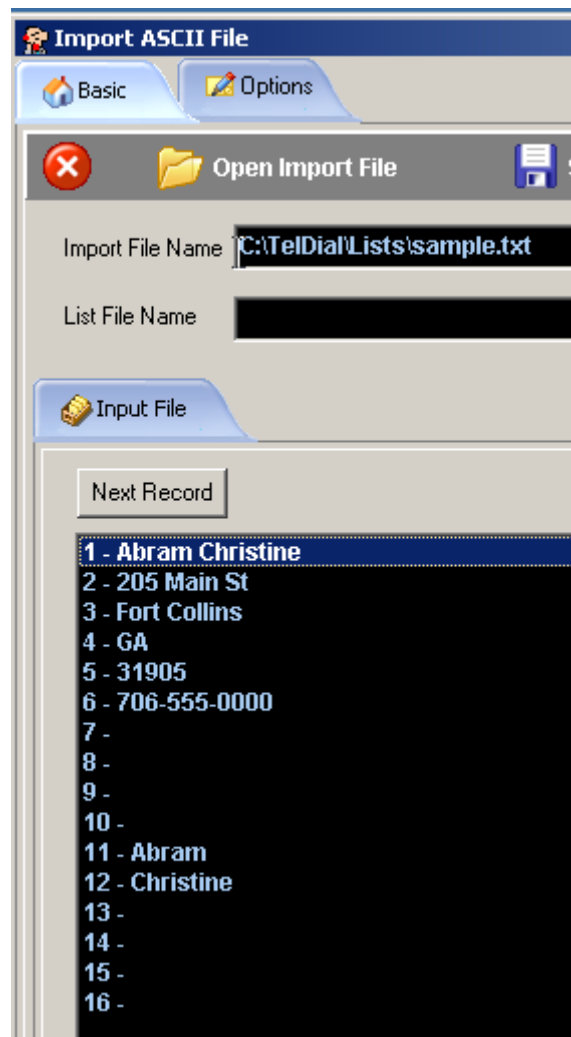 Import ASCII File
Basic
Options
Open Import File
Import File Name
C:\TelDial\Lists\sample.txt
List File Name
Input File
Next Record
1 - Abram Christine
2 - 205 Main St
3 - Fort Collins
4 - GA
5 - 31905
6 - 706-555-0000
7 -
8 -
9 -
10 -
11 - Abram
12 - Christine
13 -
14 -
15 -
16 -